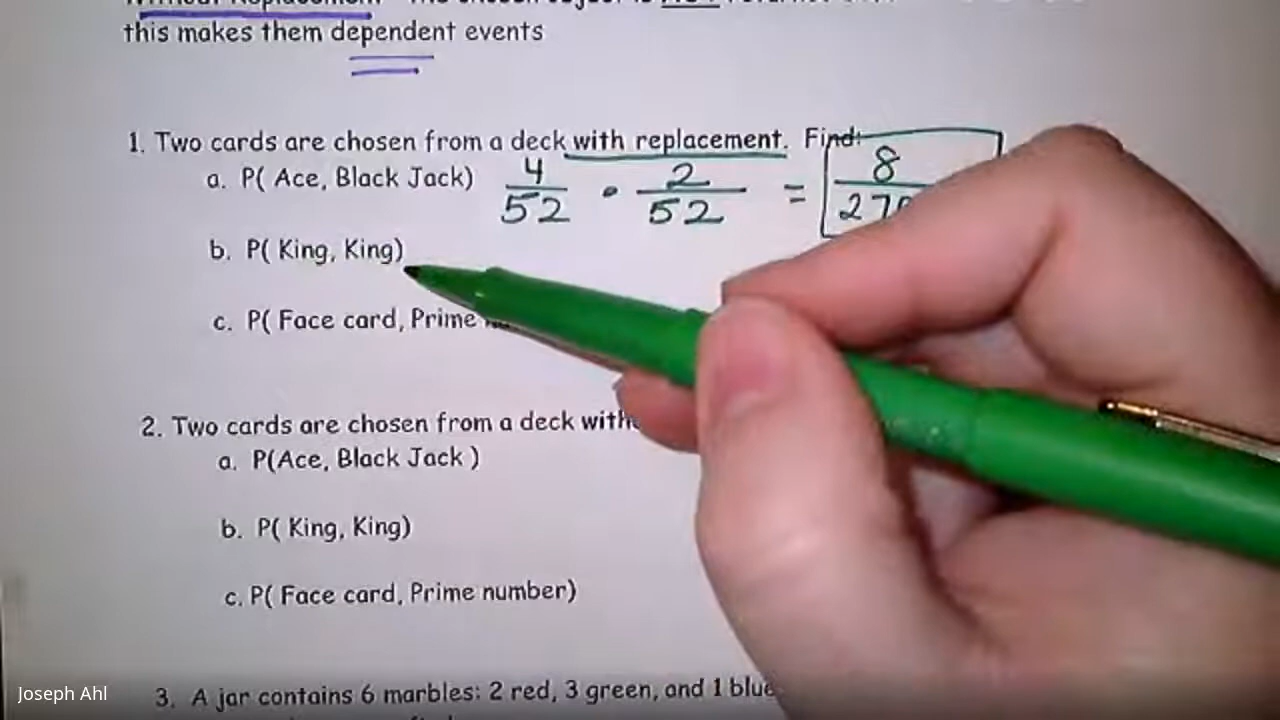 Without Replacement
this makes them dependent events
1. Two cards are chosen from a deck with replacement. Find:
a. P( Ace, Black Jack) 4/52 · 2/52 = 8/270
b. P( King, King)
c. P( Face card, Prime
2. Two cards are chosen from a deck
a. P(Ace, Black Jack )
b. P( King, King)
c. P( Face card, Prime number)
3. A jar contains 6 marbles: 2 red, 3 green, and 1 blue
Joseph Ahl